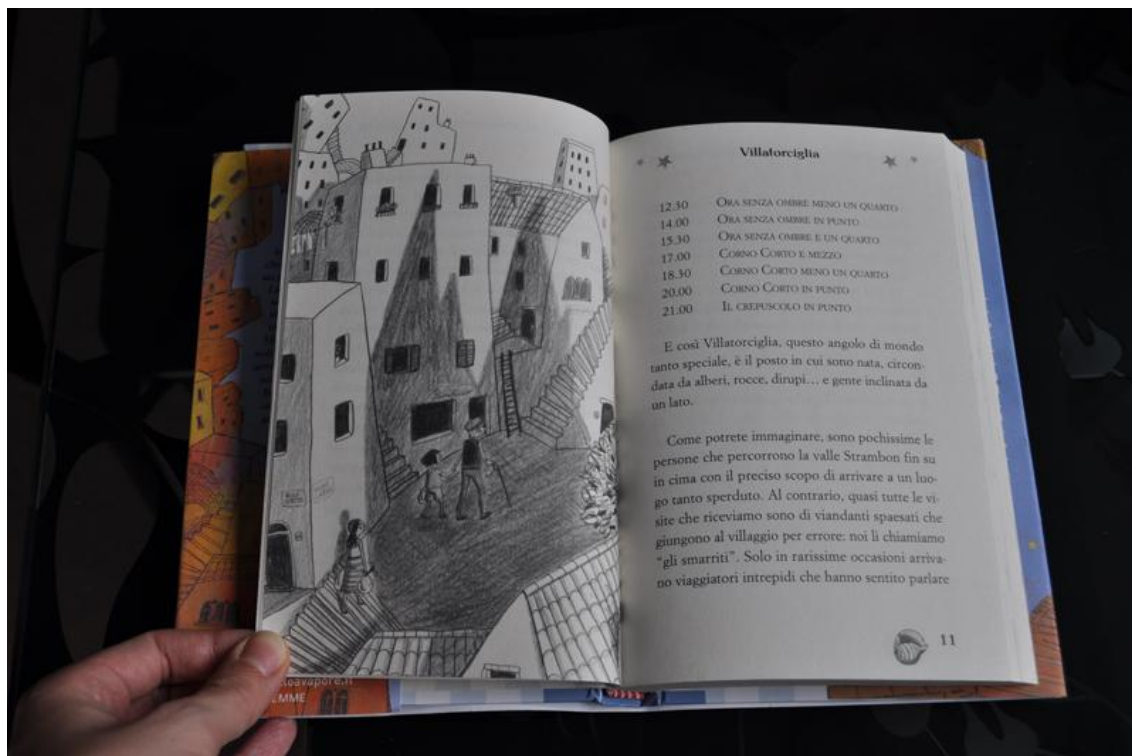 Villatorciglia
12.30 ORA SENZA OMBRE MENO UN QUARTO
14.00 ORA SENZA OMBRE IN PUNTO
15.30 ORA SENZA OMBRE E UN QUARTO
17.00 CORNO CORTO E MEZZO
18.30 CORNO CORTO MENO UN QUARTO
20.00 CORNO CORTO IN PUNTO
21.00 IL CREPUSCOLO IN PUNTO
E così Villatorciglia, questo angolo di mondo
tanto speciale, è il posto in cui sono nata, circon-
data da alberi, rocce, dirupi… e gente inclinata da
un lato.
Come potrete immaginare, sono pochissime le
persone che percorrono la valle Strambon fin su
in cima con il preciso scopo di arrivare a un luo-
go tanto sperduto. Al contrario, quasi tutte le vi-
site che riceviamo sono di viandanti spaesati che
giungono al villaggio per errore: noi li chiamiamo
“gli smarriti”. Solo in rarissime occasioni arriva-
no viaggiatori intrepidi che hanno sentito parlare
11
toavapore.it
EMME